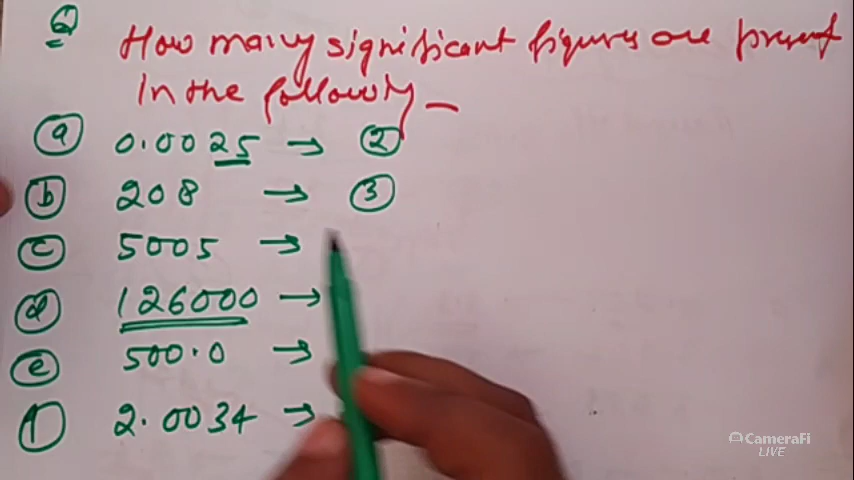 Q How many significant figures are present
In the following -
a 0.0025 → 2
b 208 → 3
c 5005 →
d 126000 →
e 500.0 →
f 2.0034 →
CameraFi
LIVE